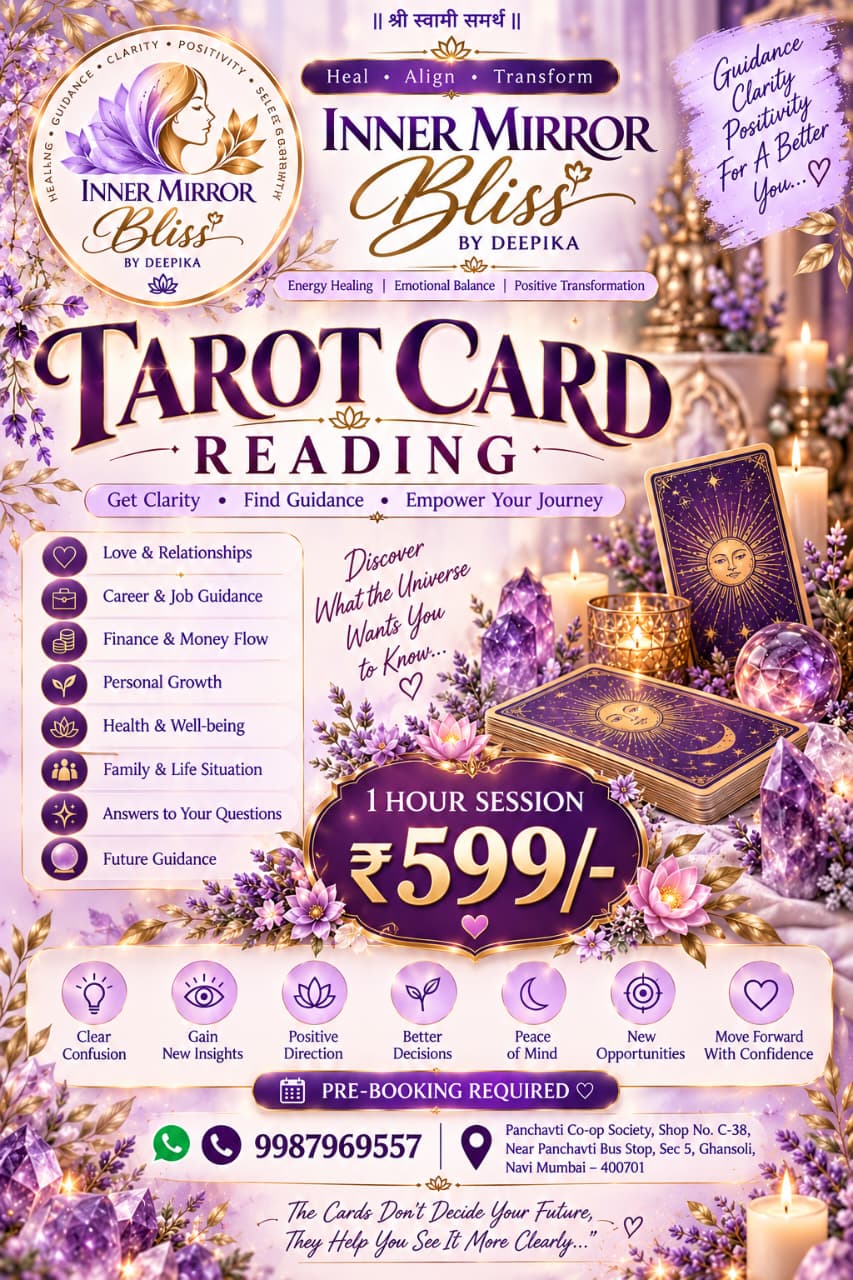 || श्री स्वामी समर्थ ||
HEALING • GUIDANCE • CLARITY • POSITIVITY •
INNER MIRROR
Bliss
BY DEEPIKA
Heal • Align • Transform
INNER MIRROR
Bliss
BY DEEPIKA
Energy Healing | Emotional Balance | Positive Transformation
Guidance
Clarity
Positivity
For A Better
You...
TAROT CARD
READING
Get Clarity • Find Guidance • Empower Your Journey
Love & Relationships
Career & Job Guidance
Finance & Money Flow
Personal Growth
Health & Well-being
Family & Life Situation
Answers to Your Questions
Future Guidance
Discover
What the Universe
Wants You
to Know...
1 HOUR SESSION
₹599/-
Clear
Confusion
Gain
New Insights
Positive
Direction
Better
Decisions
Peace
of Mind
New
Opportunities
Move Forward
With Confidence
PRE-BOOKING REQUIRED
9987969557
Panchavti Co-op Society, Shop No. C-38,
Near Panchavti Bus Stop, Sec 5, Ghansoli,
Navi Mumbai – 400701
The Cards Don't Decide Your Future,
They Help You See It More Clearly..."